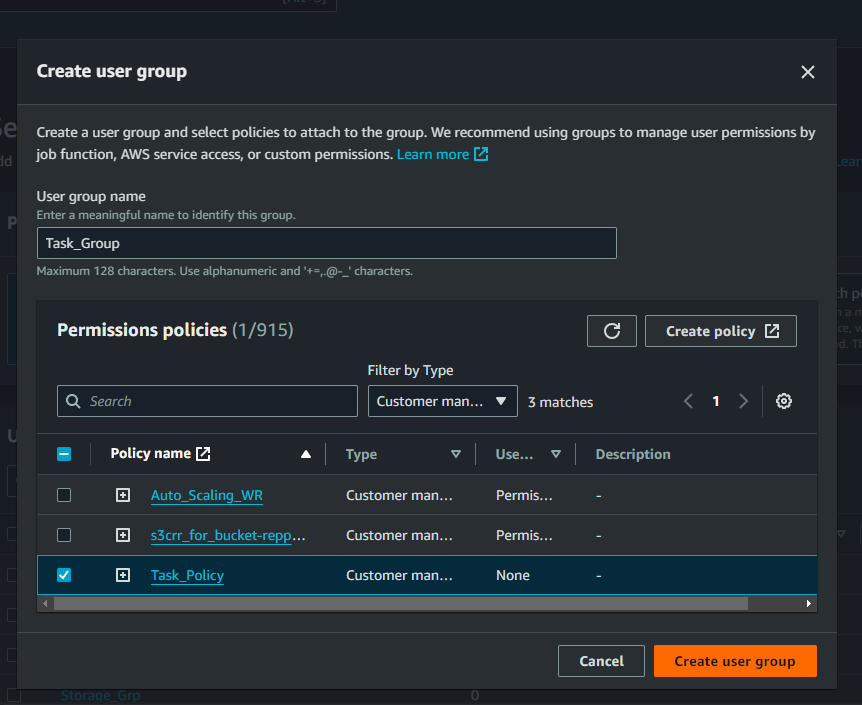 Create user group
Create a user group and select policies to attach to the group. We recommend using groups to manage user permissions by
job function, AWS service access, or custom permissions. Learn more
User group name
Enter a meaningful name to identify this group.
Task_Group
Maximum 128 characters. Use alphanumeric and '+=,.@-_' characters.
Permissions policies (1/915)
Create policy
Filter by Type
Search
Customer man...
3 matches
1
Policy name
Type
Use...
Description
Auto_Scaling_WR
Customer man...
Permis...
-
s3crr_for_bucket-repp...
Customer man...
Permis...
-
Task_Policy
Customer man...
None
-
Cancel
Create user group
Storage_Grp
0